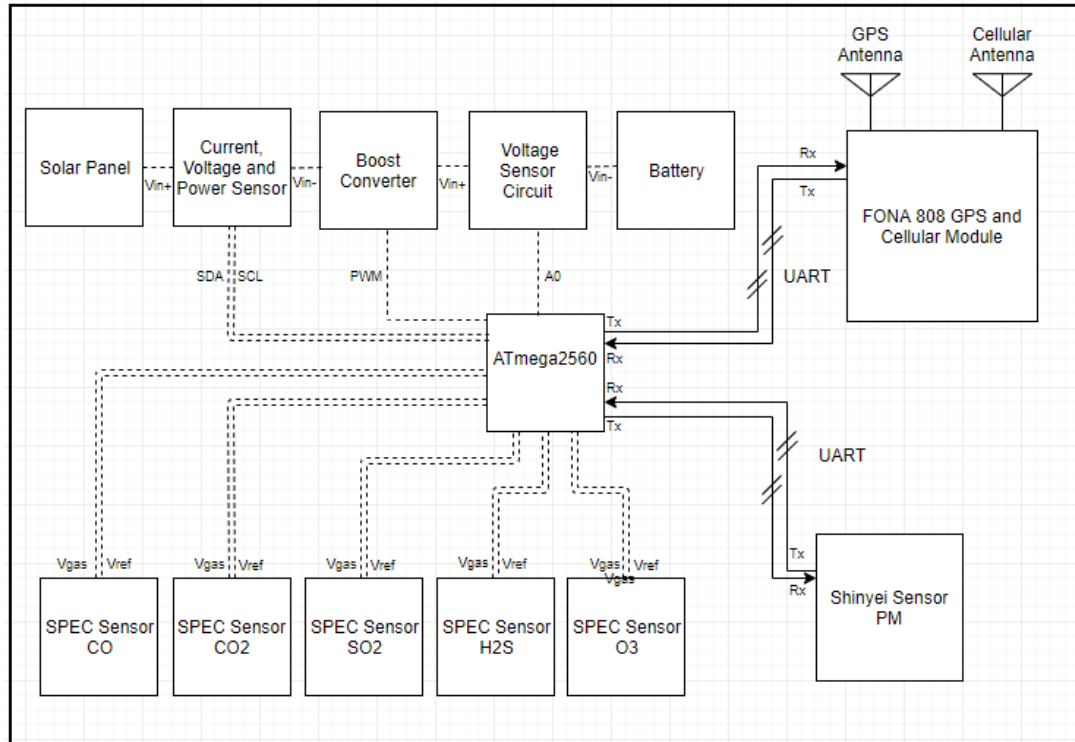 GPS
Antenna
Cellular
Antenna
Solar Panel
Vin+
Current,
Voltage and
Power Sensor
Vin-
Boost
Converter
Vin+
Voltage
Sensor
Circuit
Vin-
Battery
Rx
Tx
FONA 808 GPS and
Cellular Module
SDA
SCL
PWM
A0
UART
ATmega2560
Tx
Rx
Rx
Tx
UART
Vgas
Vref
Vgas
Vref
Vgas
Vref
Vgas
Vref
Vgas
Vref
Vgas
Tx
Rx
SPEC Sensor
CO
SPEC Sensor
CO2
SPEC Sensor
SO2
SPEC Sensor
H2S
SPEC Sensor
O3
Shinyei Sensor
PM